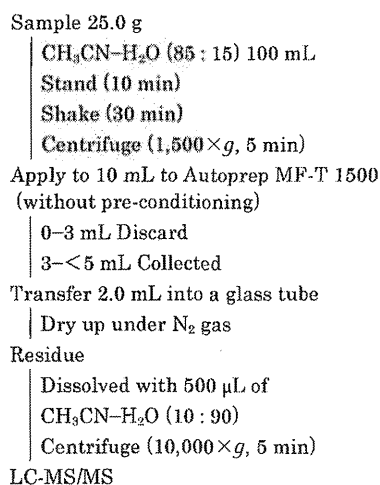 Sample 25.0 g
CH₃CN–H₂O (85 : 15) 100 mL
Stand (10 min)
Shake (30 min)
Centrifuge (1,500×g, 5 min)
Apply to 10 mL to Autoprep MF-T 1500
(without pre-conditioning)
0–3 mL Discard
3–<5 mL Collected
Transfer 2.0 mL into a glass tube
Dry up under N₂ gas
Residue
Dissolved with 500 μL of
CH₃CN–H₂O (10 : 90)
Centrifuge (10,000×g, 5 min)
LC-MS/MS